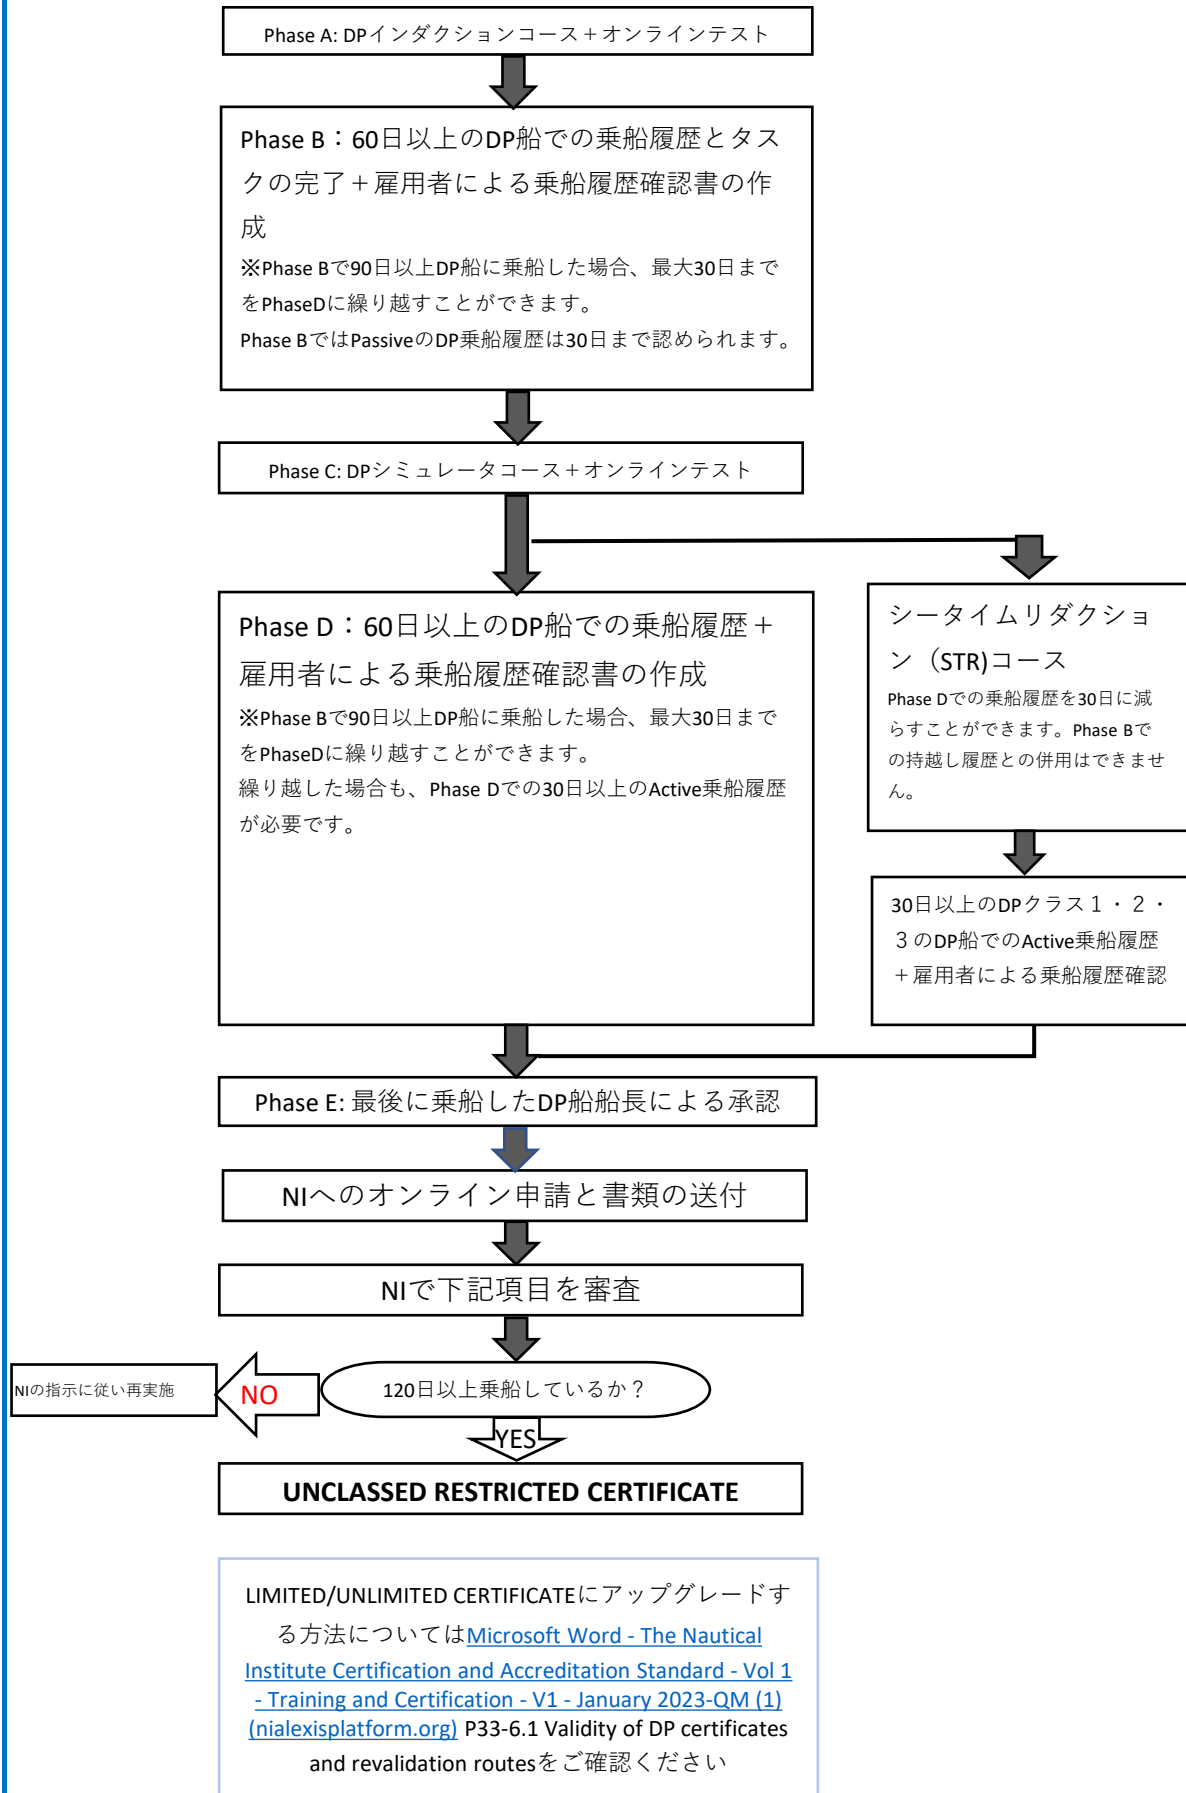 Phase A: DPインダクションコース＋オンラインテスト
Phase B：60日以上のDP船での乗船履歴とタス
クの完了＋雇用者による乗船履歴確認書の作
成
※Phase Bで90日以上DP船に乗船した場合、最大30日まで
をPhaseDに繰り越すことができます。
Phase BではPassiveのDP乗船履歴は30日まで認められます。
Phase C: DPシミュレータコース＋オンラインテスト
Phase D：60日以上のDP船での乗船履歴＋
雇用者による乗船履歴確認書の作成
※Phase Bで90日以上DP船に乗船した場合、最大30日まで
をPhaseDに繰り越すことができます。
繰り越した場合も、Phase Dでの30日以上のActive乗船履歴
が必要です。
シータイムリダクショ
ン（STR)コース
Phase Dでの乗船履歴を30日に減
らすことができます。Phase Bで
の持越し履歴との併用はできませ
ん。
30日以上のDPクラス１・２・
３のDP船でのActive乗船履歴
＋雇用者による乗船履歴確認
Phase E: 最後に乗船したDP船船長による承認
NIへのオンライン申請と書類の送付
NIで下記項目を審査
120日以上乗船しているか？
NO
NIの指示に従い再実施
YES
UNCLASSED RESTRICTED CERTIFICATE
LIMITED/UNLIMITED CERTIFICATEにアップグレードす
る方法についてはMicrosoft Word - The Nautical
Institute Certification and Accreditation Standard - Vol 1
- Training and Certification - V1 - January 2023-QM (1)
(nialexisplatform.org) P33-6.1 Validity of DP certificates
and revalidation routesをご確認ください